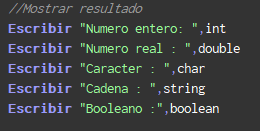 //Mostrar resultado
Escribir "Numero entero: ",int
Escribir "Numero real : ",double
Escribir "Caracter : ",char
Escribir "Cadena : ",string
Escribir "Booleano :",boolean